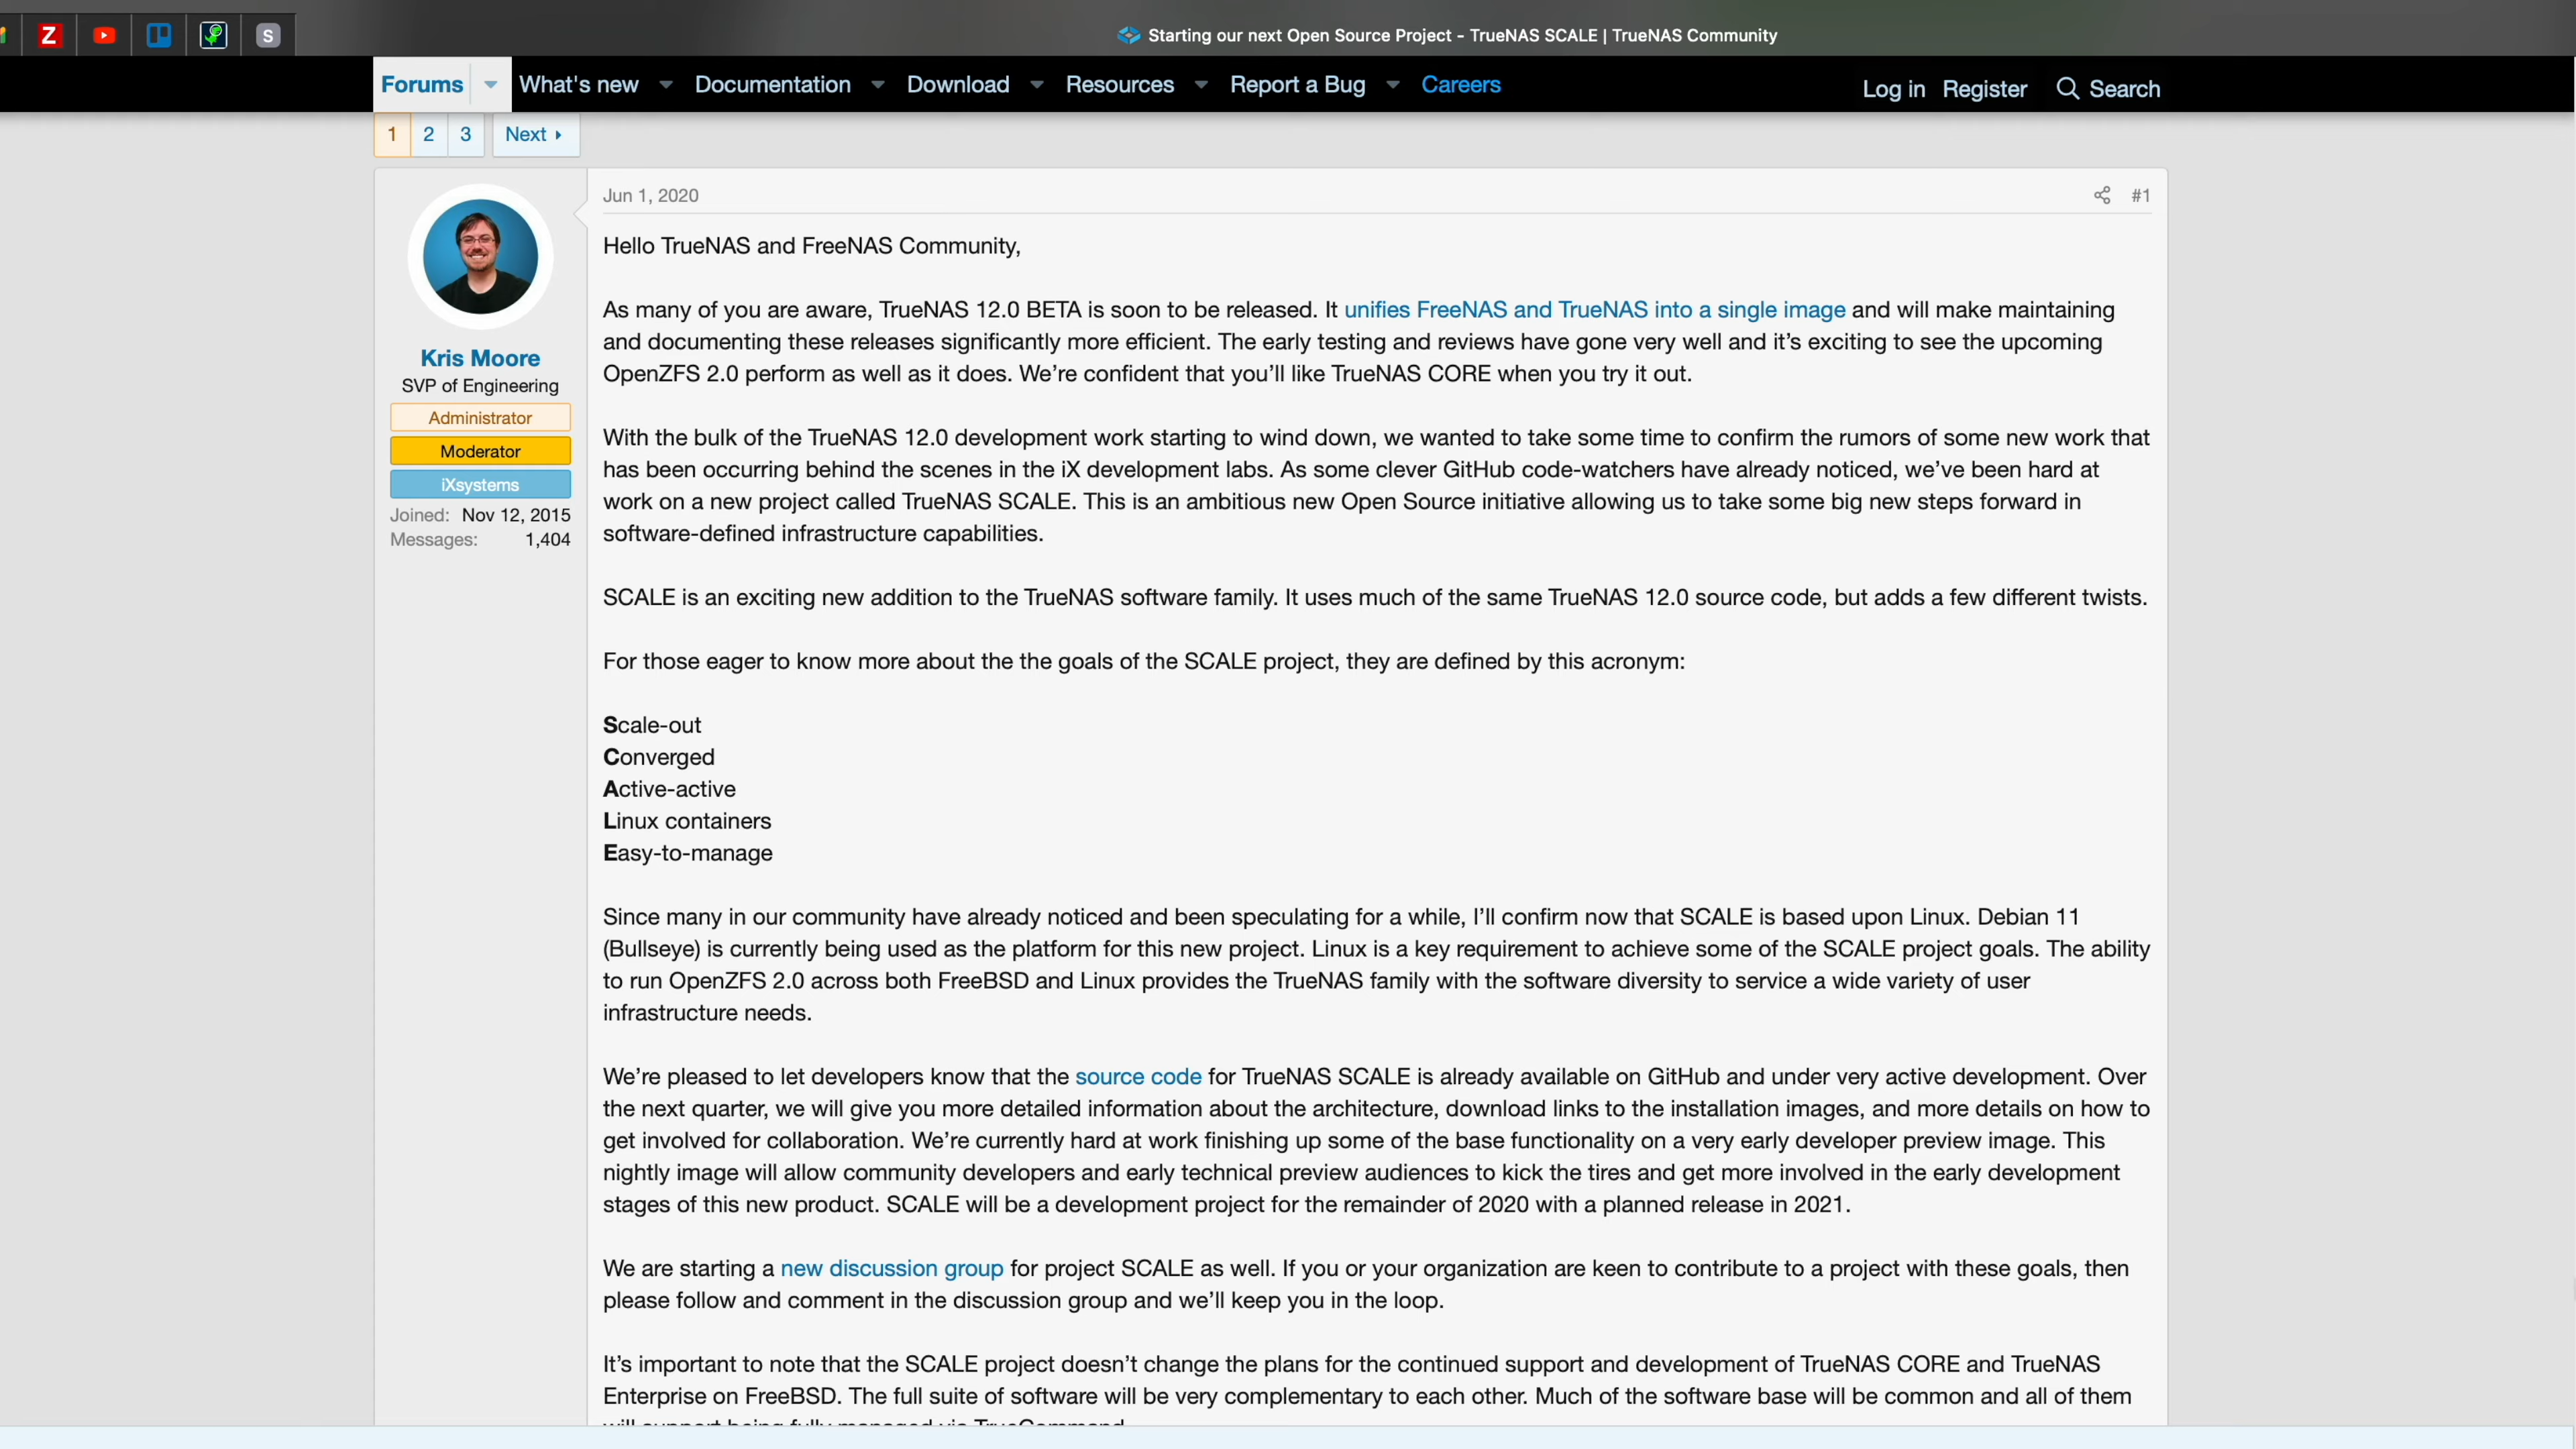 Z
S
Starting our next Open Source Project - TrueNAS SCALE | TrueNAS Community
Forums What's new Documentation Download Resources Report a Bug Careers Log in Register Search
1 2 3 Next
Jun 1, 2020 #1
Hello TrueNAS and FreeNAS Community,
As many of you are aware, TrueNAS 12.0 BETA is soon to be released. It unifies FreeNAS and TrueNAS into a single image and will make maintaining
and documenting these releases significantly more efficient. The early testing and reviews have gone very well and it’s exciting to see the upcoming
OpenZFS 2.0 perform as well as it does. We’re confident that you’ll like TrueNAS CORE when you try it out.
Kris Moore
SVP of Engineering
Administrator
Moderator
iXsystems
Joined: Nov 12, 2015
Messages: 1,404
With the bulk of the TrueNAS 12.0 development work starting to wind down, we wanted to take some time to confirm the rumors of some new work that
has been occurring behind the scenes in the iX development labs. As some clever GitHub code-watchers have already noticed, we’ve been hard at
work on a new project called TrueNAS SCALE. This is an ambitious new Open Source initiative allowing us to take some big new steps forward in
software-defined infrastructure capabilities.
SCALE is an exciting new addition to the TrueNAS software family. It uses much of the same TrueNAS 12.0 source code, but adds a few different twists.
For those eager to know more about the the goals of the SCALE project, they are defined by this acronym:
Scale-out
Converged
Active-active
Linux containers
Easy-to-manage
Since many in our community have already noticed and been speculating for a while, I’ll confirm now that SCALE is based upon Linux. Debian 11
(Bullseye) is currently being used as the platform for this new project. Linux is a key requirement to achieve some of the SCALE project goals. The ability
to run OpenZFS 2.0 across both FreeBSD and Linux provides the TrueNAS family with the software diversity to service a wide variety of user
infrastructure needs.
We’re pleased to let developers know that the source code for TrueNAS SCALE is already available on GitHub and under very active development. Over
the next quarter, we will give you more detailed information about the architecture, download links to the installation images, and more details on how to
get involved for collaboration. We’re currently hard at work finishing up some of the base functionality on a very early developer preview image. This
nightly image will allow community developers and early technical preview audiences to kick the tires and get more involved in the early development
stages of this new product. SCALE will be a development project for the remainder of 2020 with a planned release in 2021.
We are starting a new discussion group for project SCALE as well. If you or your organization are keen to contribute to a project with these goals, then
please follow and comment in the discussion group and we’ll keep you in the loop.
It’s important to note that the SCALE project doesn’t change the plans for the continued support and development of TrueNAS CORE and TrueNAS
Enterprise on FreeBSD. The full suite of software will be very complementary to each other. Much of the software base will be common and all of them
will support being fully managed via TrueCommand